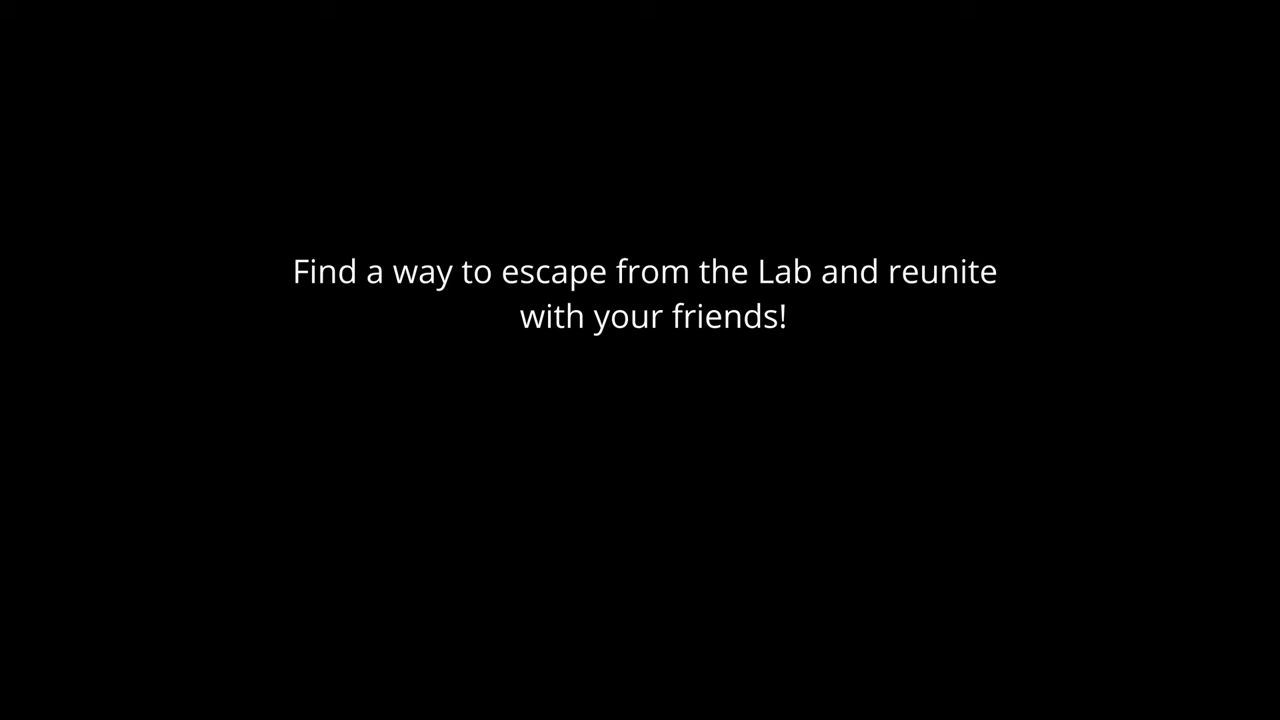 Find a way to escape from the Lab and reunite
with your friends!